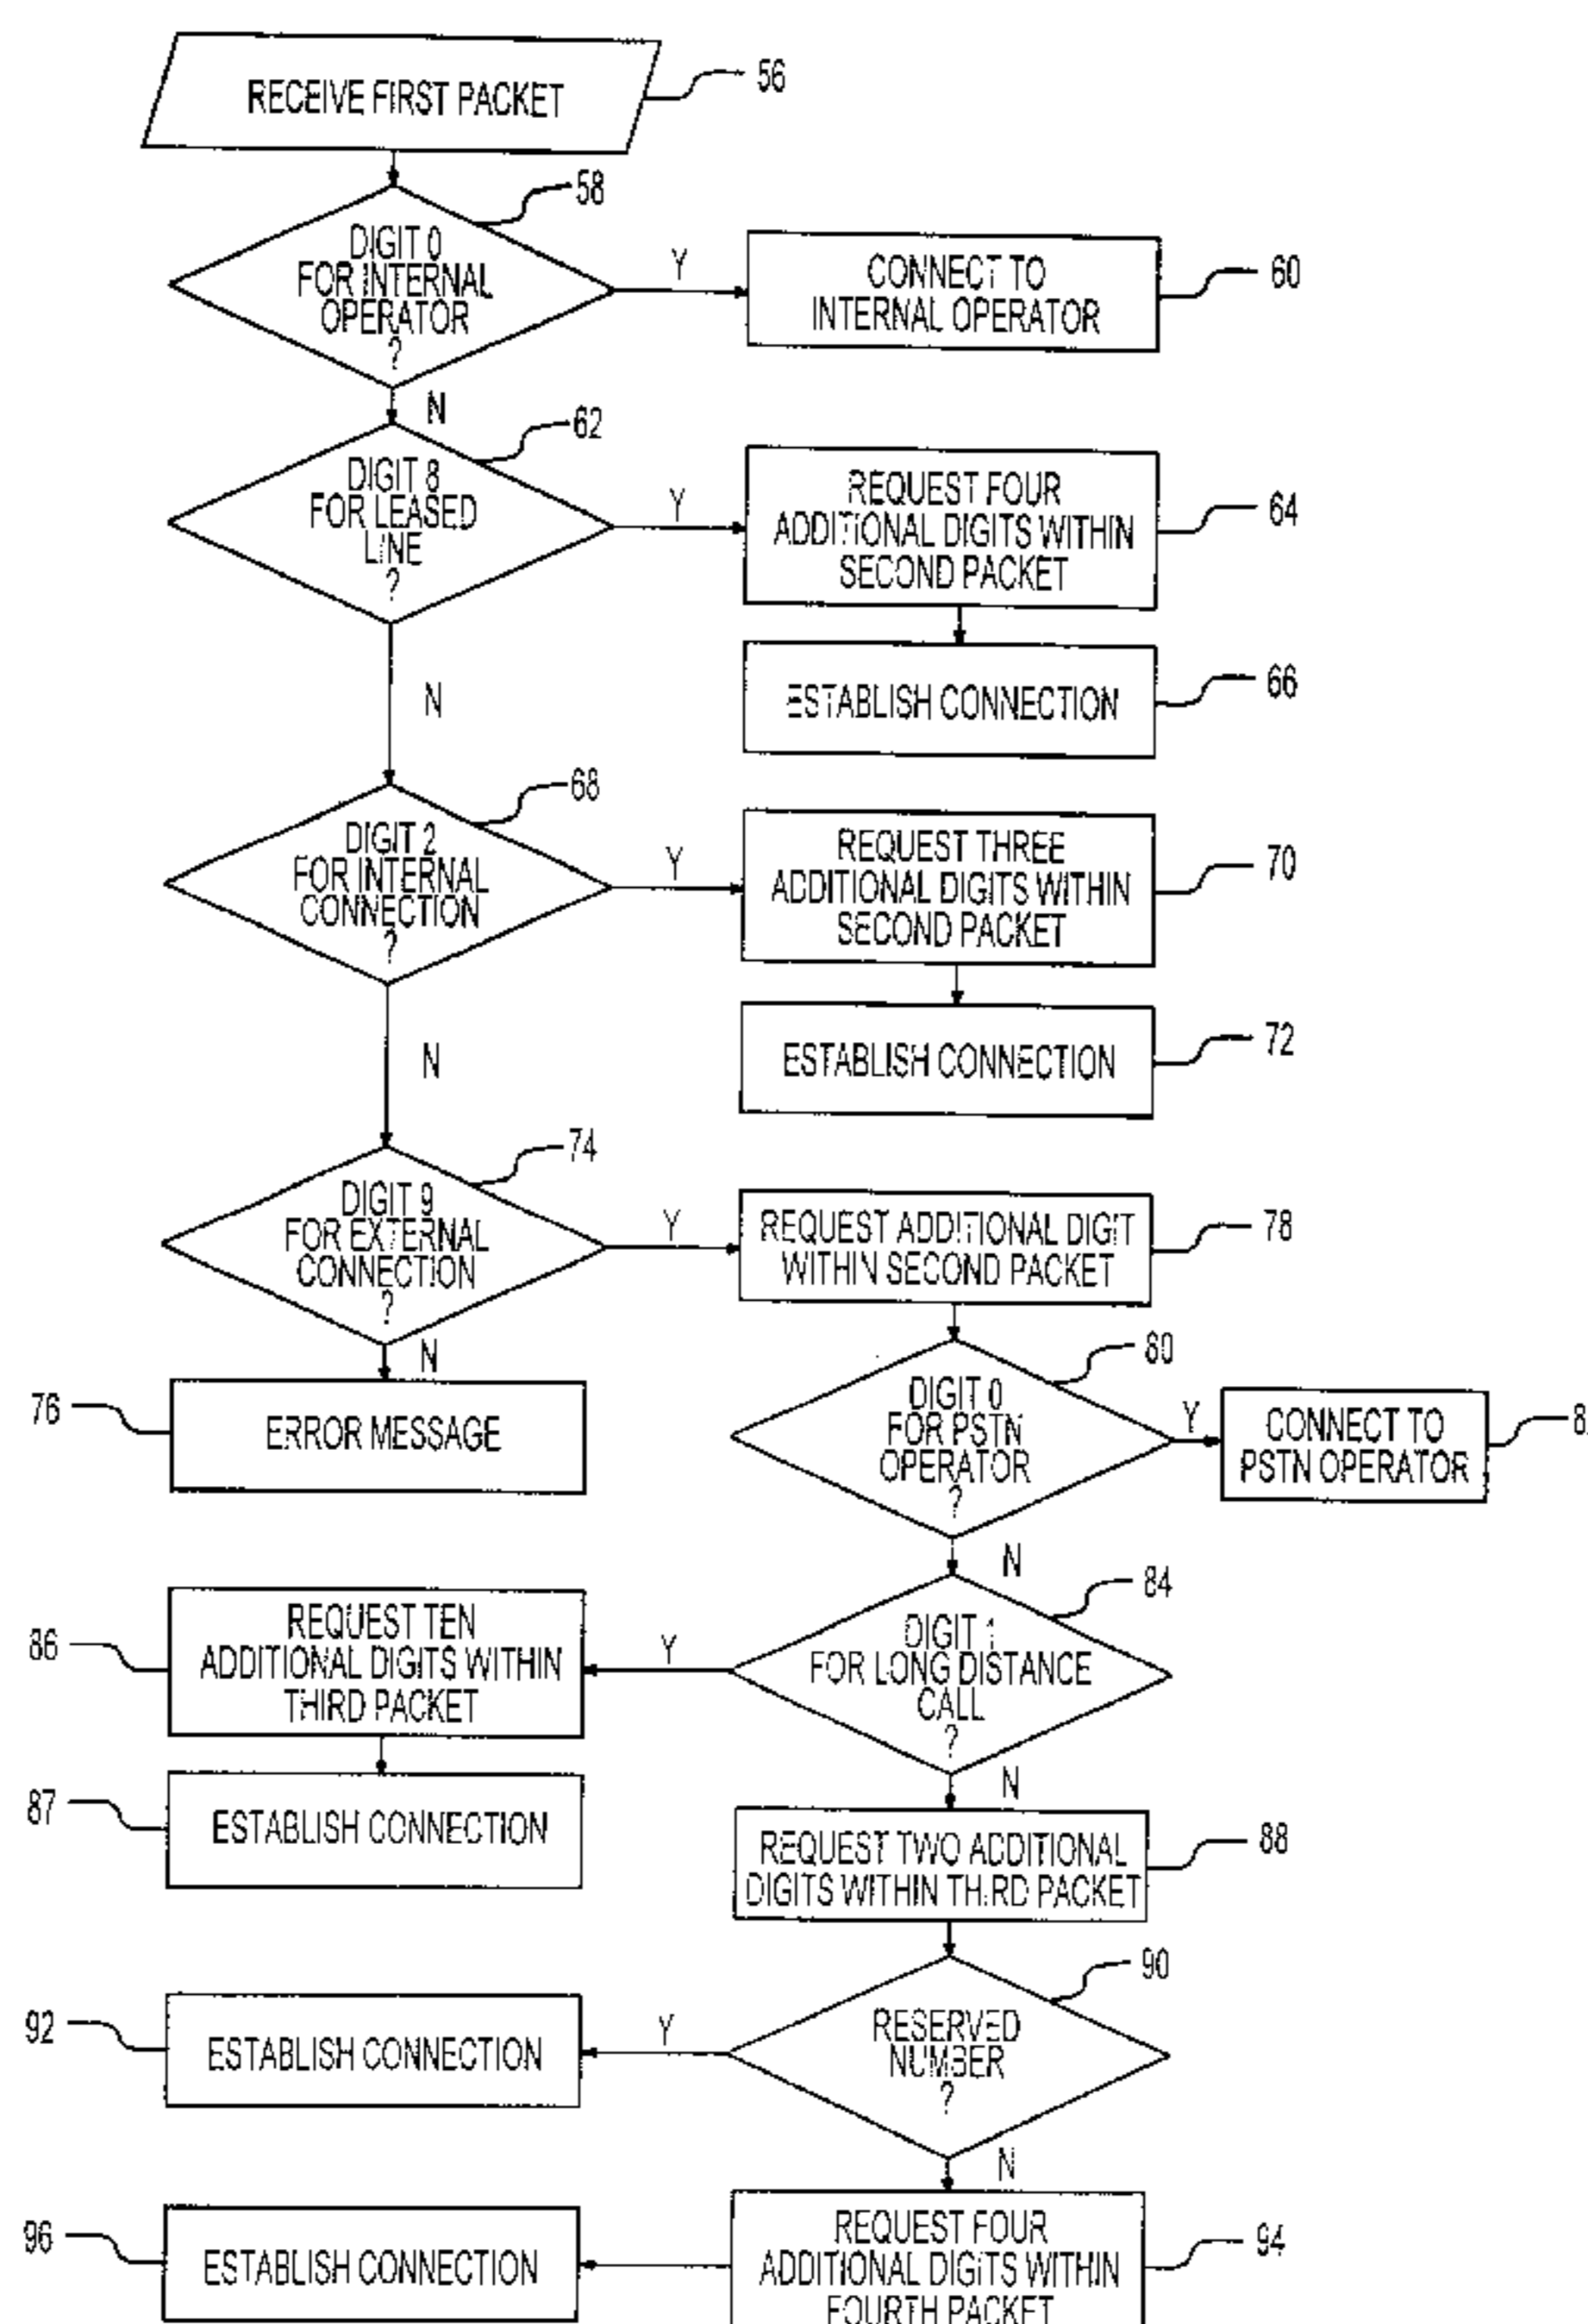 RECEIVE FIRST PACKET
56
DIGIT 0
FOR INTERNAL
OPERATOR
?
58
Y
CONNECT TO
INTERNAL OPERATOR
60
N
DIGIT 8
FOR LEASED
LINE
?
62
Y
REQUEST FOUR
ADDITIONAL DIGITS WITHIN
SECOND PACKET
64
ESTABLISH CONNECTION
66
N
DIGIT 2
FOR INTERNAL
CONNECTION
?
68
Y
REQUEST THREE
ADDITIONAL DIGITS WITHIN
SECOND PACKET
70
ESTABLISH CONNECTION
72
N
DIGIT 9
FOR EXTERNAL
CONNECTION
?
74
Y
REQUEST ADDITIONAL DIGIT
WITHIN SECOND PACKET
78
N
76
ERROR MESSAGE
DIGIT 0
FOR PSTN
OPERATOR
?
80
Y
CONNECT TO
PSTN OPERATOR
N
DIGIT 1
FOR LONG DISTANCE
CALL
?
84
Y
86
REQUEST TEN
ADDITIONAL DIGITS WITHIN
THIRD PACKET
87
ESTABLISH CONNECTION
N
REQUEST TWO ADDITIONAL
DIGITS WITHIN THIRD PACKET
88
RESERVED
NUMBER
?
90
Y
92
ESTABLISH CONNECTION
N
REQUEST FOUR
ADDITIONAL DIGITS WITHIN
FOURTH PACKET
94
96
ESTABLISH CONNECTION